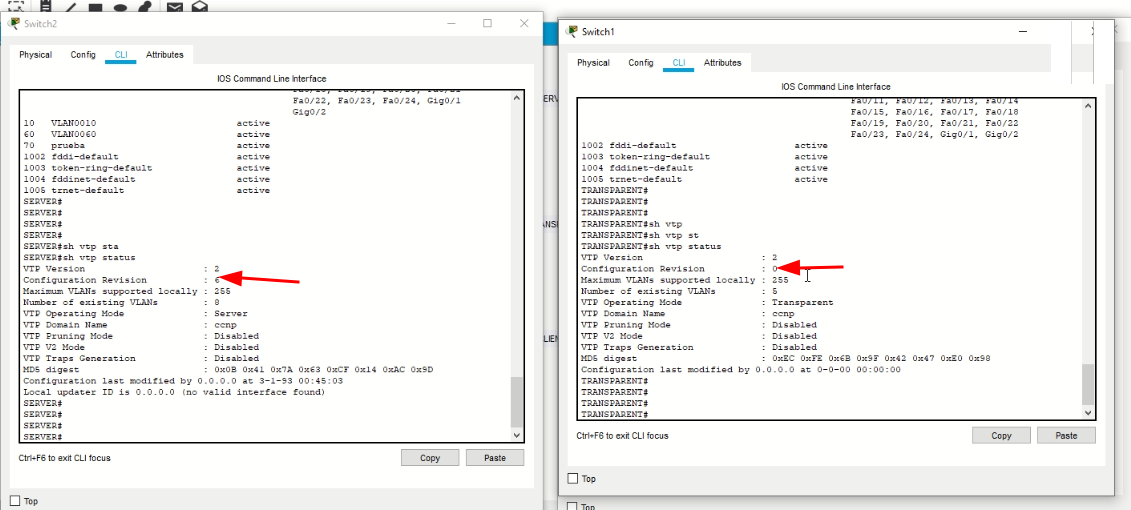 Switch2
Physical Config CLI Attributes
IOS Command Line Interface
Fa0/22, Fa0/23, Fa0/24, Gig0/1
Gig0/2
10 VLAN0010 active
60 VLAN0060 active
70 prueba active
1002 fddi-default active
1003 token-ring-default active
1004 fddinet-default active
1005 trnet-default active
SERVER#
SERVER#
SERVER#
SERVER#
SERVER#sh vtp sta
SERVER#sh vtp status
VTP Version : 2
Configuration Revision : 6
Maximum VLANs supported locally : 255
Number of existing VLANs : 8
VTP Operating Mode : Server
VTP Domain Name : ccnp
VTP Pruning Mode : Disabled
VTP V2 Mode : Disabled
VTP Traps Generation : Disabled
MD5 digest : 0x0B 0x41 0x7A 0x63 0xCF 0x14 0xAC 0x9D
Configuration last modified by 0.0.0.0 at 3-1-93 00:45:03
Local updater ID is 0.0.0.0 (no valid interface found)
SERVER#
SERVER#
SERVER#
SERVER#
Ctrl+F6 to exit CLI focus
Copy Paste
Top
Switch1
Physical Config CLI Attributes
IOS Command Line Interface
Fa0/11, Fa0/12, Fa0/13, Fa0/14
Fa0/15, Fa0/16, Fa0/17, Fa0/18
Fa0/19, Fa0/20, Fa0/21, Fa0/22
Fa0/23, Fa0/24, Gig0/1, Gig0/2
1002 fddi-default active
1003 token-ring-default active
1004 fddinet-default active
1005 trnet-default active
TRANSPARENT#
TRANSPARENT#
TRANSPARENT#
TRANSPARENT#sh vtp
TRANSPARENT#sh vtp st
TRANSPARENT#sh vtp status
VTP Version : 2
Configuration Revision : 0
Maximum VLANs supported locally : 255
Number of existing VLANs : 5
VTP Operating Mode : Transparent
VTP Domain Name : ccnp
VTP Pruning Mode : Disabled
VTP V2 Mode : Disabled
VTP Traps Generation : Disabled
MD5 digest : 0xEC 0xFE 0x6B 0x9F 0x42 0x47 0xE0 0x98
Configuration last modified by 0.0.0.0 at 0-0-00 00:00:00
TRANSPARENT#
TRANSPARENT#
TRANSPARENT#
TRANSPARENT#
Ctrl+F6 to exit CLI focus
Copy Paste
Top
Top